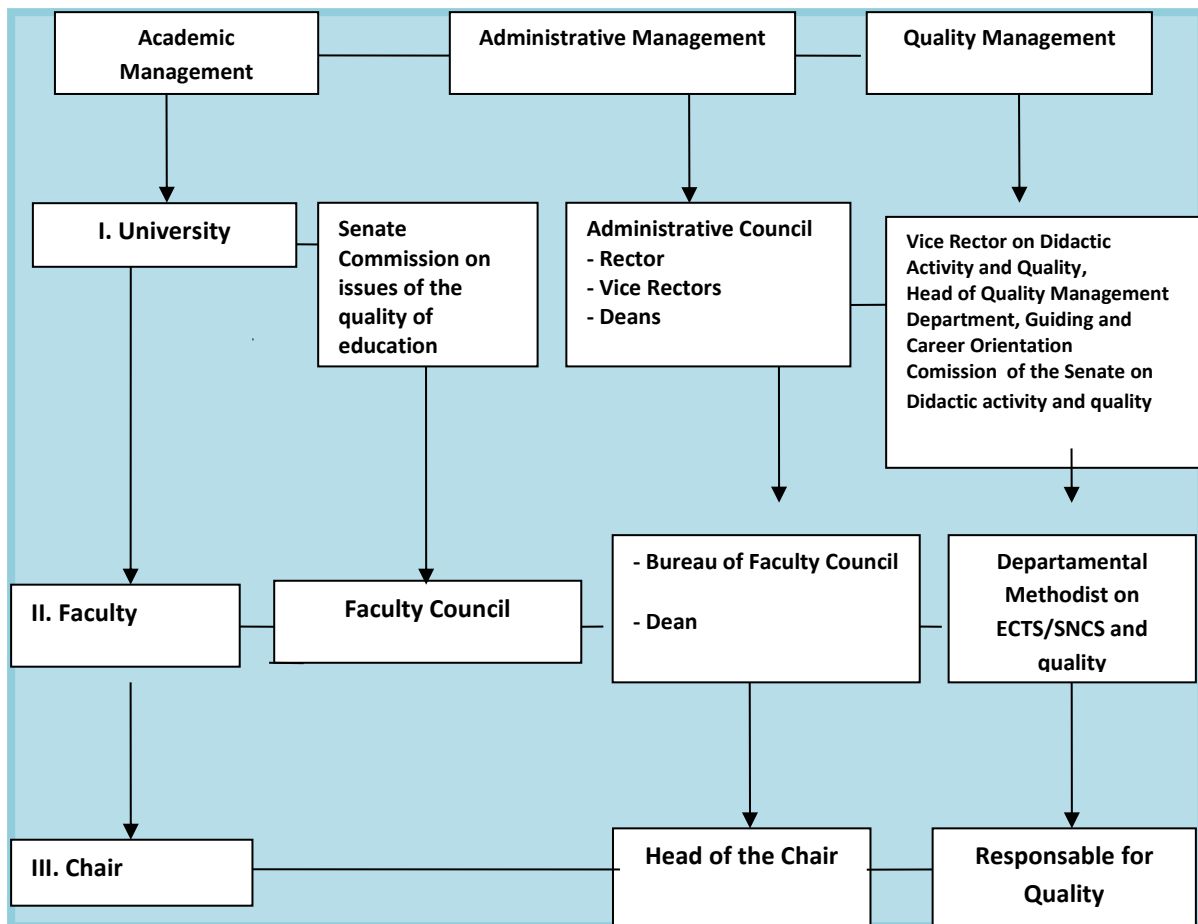 Academic
Management
Administrative Management
Quality Management
I. University
Senate
Commission on
issues of the
quality of
education
Administrative Council
- Rector
- Vice Rectors
- Deans
Vice Rector on Didactic
Activity and Quality,
Head of Quality Management
Department, Guiding and
Career Orientation
Comission of the Senate on
Didactic activity and quality
II. Faculty
Faculty Council
- Bureau of Faculty Council
- Dean
Departamental
Methodist on
ECTS/SNCS and
quality
III. Chair
Head of the Chair
Responsable for
Quality